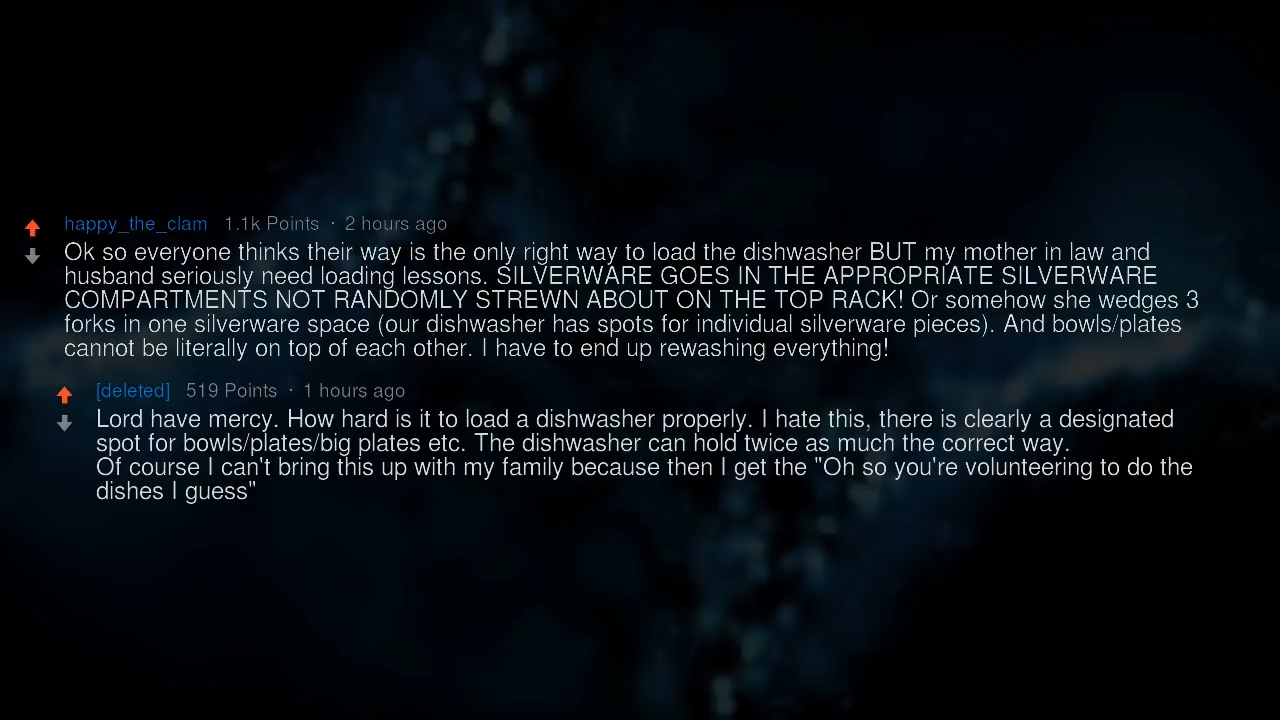 happy_the_clam 1.1k Points · 2 hours ago
Ok so everyone thinks their way is the only right way to load the dishwasher BUT my mother in law and
husband seriously need loading lessons. SILVERWARE GOES IN THE APPROPRIATE SILVERWARE
COMPARTMENTS NOT RANDOMLY STREWN ABOUT ON THE TOP RACK! Or somehow she wedges 3
forks in one silverware space (our dishwasher has spots for individual silverware pieces). And bowls/plates
cannot be literally on top of each other. I have to end up rewashing everything!
[deleted] 519 Points · 1 hours ago
Lord have mercy. How hard is it to load a dishwasher properly. I hate this, there is clearly a designated
spot for bowls/plates/big plates etc. The dishwasher can hold twice as much the correct way.
Of course I can't bring this up with my family because then I get the "Oh so you're volunteering to do the
dishes I guess"